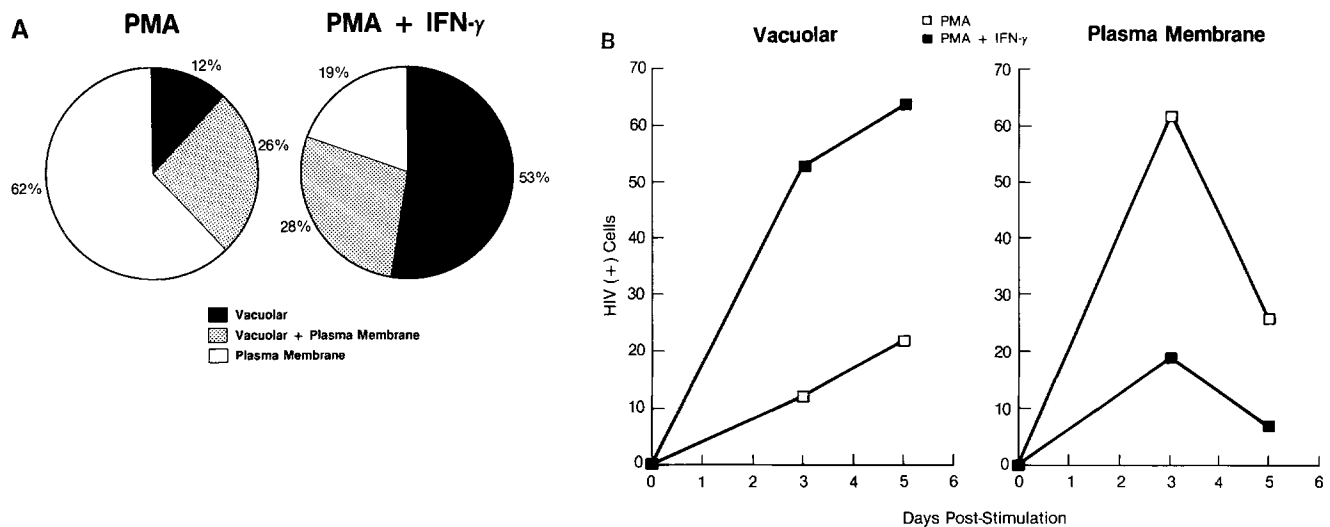 A
PMA
PMA + IFN-γ
12%
26%
62%
19%
53%
28%
Vacuolar
Vacuolar + Plasma Membrane
Plasma Membrane
B
Vacuolar
PMA
PMA + IFN-γ
Plasma Membrane
HIV (+) Cells
70
60
50
40
30
20
10
0
0 1 2 3 4 5 6
70
60
50
40
30
20
10
0
0 1 2 3 4 5 6
Days Post-Stimulation